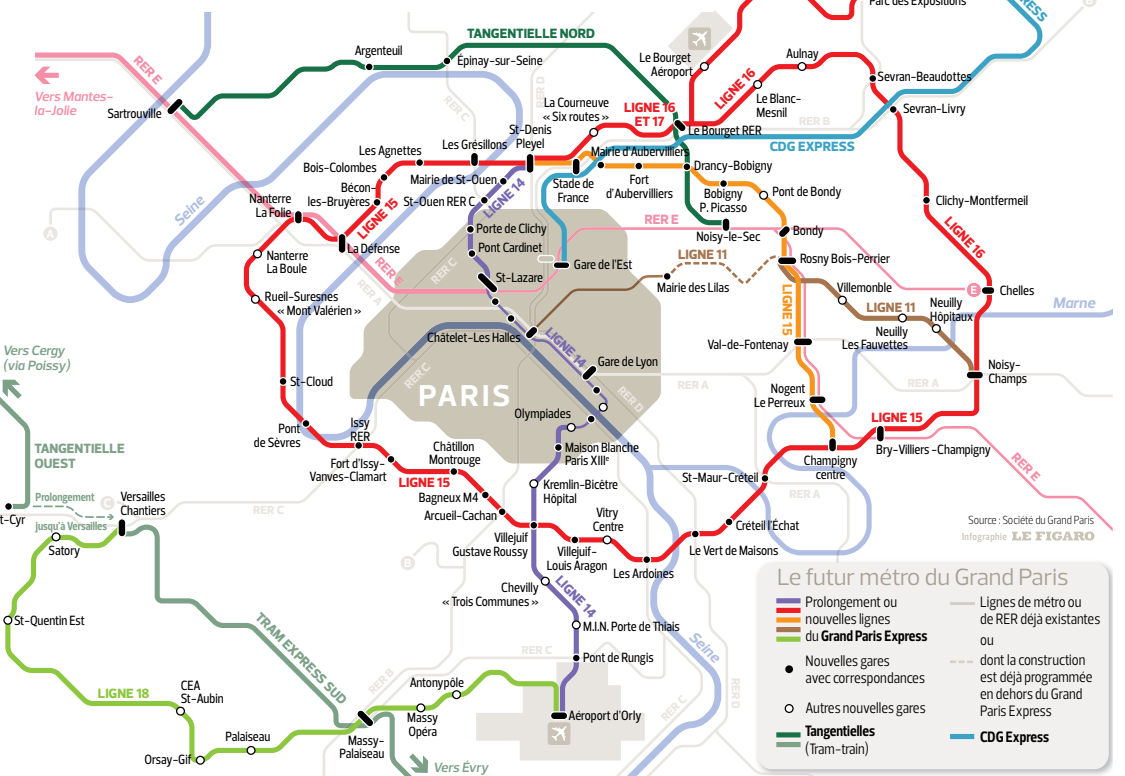 Parc des Expositions
RESS
B
TANGENTIELLE NORD
Argenteuil
Épinay-sur-Seine
Le Bourget
Aéroport
Aulnay
LIGNE 16
Sevran-Beaudottes
Le Blanc-
Mesnil
Sevran-Livry
RER E
Vers Mantes-
la-Jolie
Sartrouville
RER C
RER D
La Courneuve
« Six routes »
LIGNE 16
ET 17
Le Bourget RER
RER B
CDG EXPRESS
St-Denis
Pleyel
Mairie d'Aubervilliers
Les Agnettes
Les Grésillons
Bois-Colombes
Mairie de St-Ouen
Drancy-Bobigny
Stade de
France
Fort
d'Aubervilliers
Bobigny
P. Picasso
Pont de Bondy
Bécon-
les-Bruyères
St-Ouen RER C
LIGNE 14
LIGNE 15
Seine
Nanterre
La Folie
Clichy-Montfermeil
RER E
Noisy-le-Sec
Bondy
LIGNE 16
A
Porte de Clichy
La Défense
Pont Cardinet
Nanterre
La Boule
RER E
RER C
RER A
Gare de l'Est
LIGNE 11
Rosny Bois-Perrier
St-Lazare
Mairie des Lilas
Villemonble
E
Chelles
Rueil-Suresnes
« Mont Valérien »
LIGNE 15
LIGNE 11
Neuilly
Hôpitaux
Marne
Châtelet-Les Halles
LIGNE 14
Neuilly
Les Fauvettes
Val-de-Fontenay
Vers Cergy
(via Poissy)
Gare de Lyon
Noisy-
Champs
St-Cloud
RER C
PARIS
RER D
RER A
RER A
Nogent
Le Perreux
Olympiades
LIGNE 15
Pont
de Sèvres
Issy
RER
TANGENTIELLE
OUEST
Châtillon
Montrouge
Maison Blanche
Paris XIIIe
Champigny
centre
Bry-Villiers -Champigny
RER E
Fort d'Issy-
Vanves-Clamart
LIGNE 15
Kremlin-Bicêtre
Hôpital
St-Maur-Créteil
RER A
Prolongement
jusqu'à Versailles
C
Versailles
Chantiers
RER C
Bagneux M4
Arcueil-Cachan
t-Cyr
Vitry
Centre
Créteil l'Échat
Source : Société du Grand Paris
Infographie LE FIGARO
Satory
Villejuif
Gustave Roussy
Villejuif-
Louis Aragon
Le Vert de Maisons
Les Ardoines
B
Chevilly
« Trois Communes »
LIGNE 14
St-Quentin Est
M.I.N. Porte de Thiais
Seine
TRAM EXPRESS SUD
RER C
Pont de Rungis
RER B
RER C
RER D
LIGNE 18
CEA
St-Aubin
Antonypôle
Massy
Opéra
Aéroport d'Orly
Palaiseau
Orsay-Gif
Massy-
Palaiseau
Vers Évry
Le futur métro du Grand Paris
Prolongement ou
nouvelles lignes
du Grand Paris Express
Nouvelles gares
avec correspondances
Autres nouvelles gares
Tangentielles
(Tram-train)
Lignes de métro ou
de RER déjà existantes
ou
dont la construction
est déjà programmée
en dehors du Grand
Paris Express
CDG Express